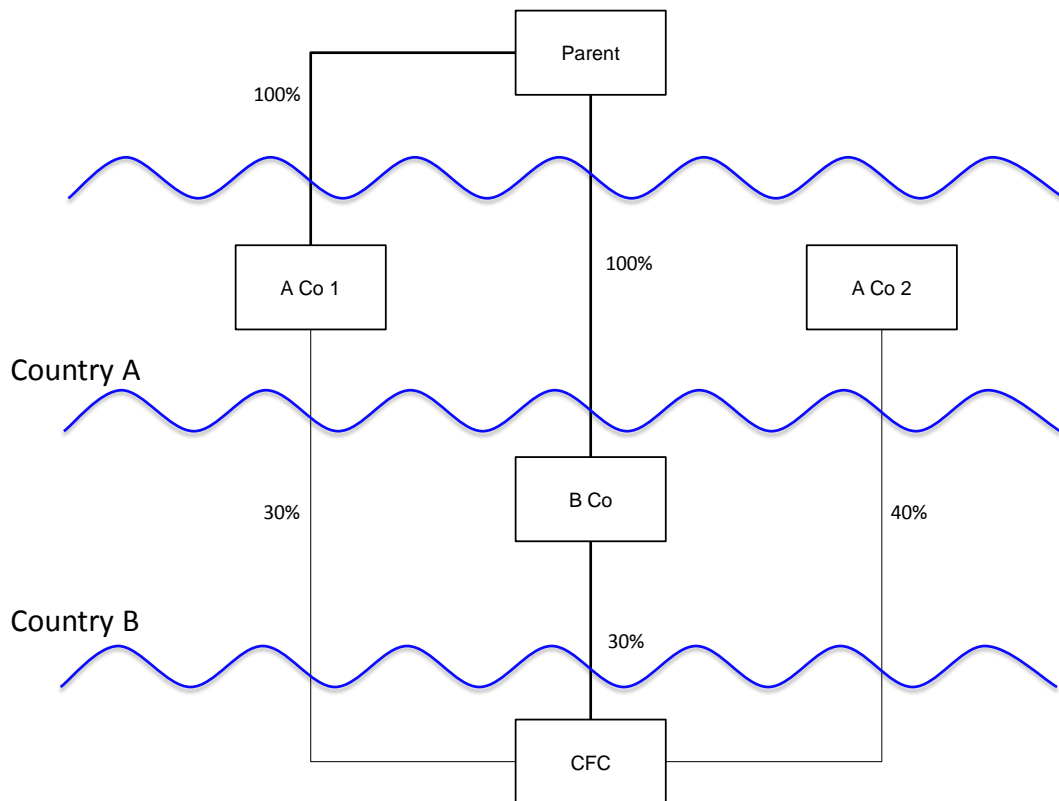 Parent
100%
100%
A Co 1
A Co 2
Country A
B Co
30%
40%
Country B
30%
CFC